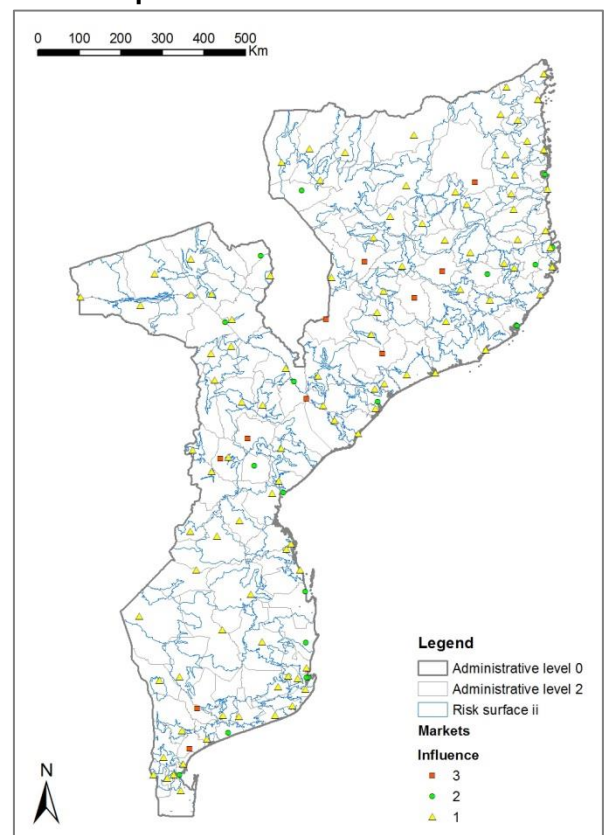 0 100 200 300 400 500
Km
Legend
Administrative level 0
Administrative level 2
Risk surface ii
Markets
Influence
3
2
1
N